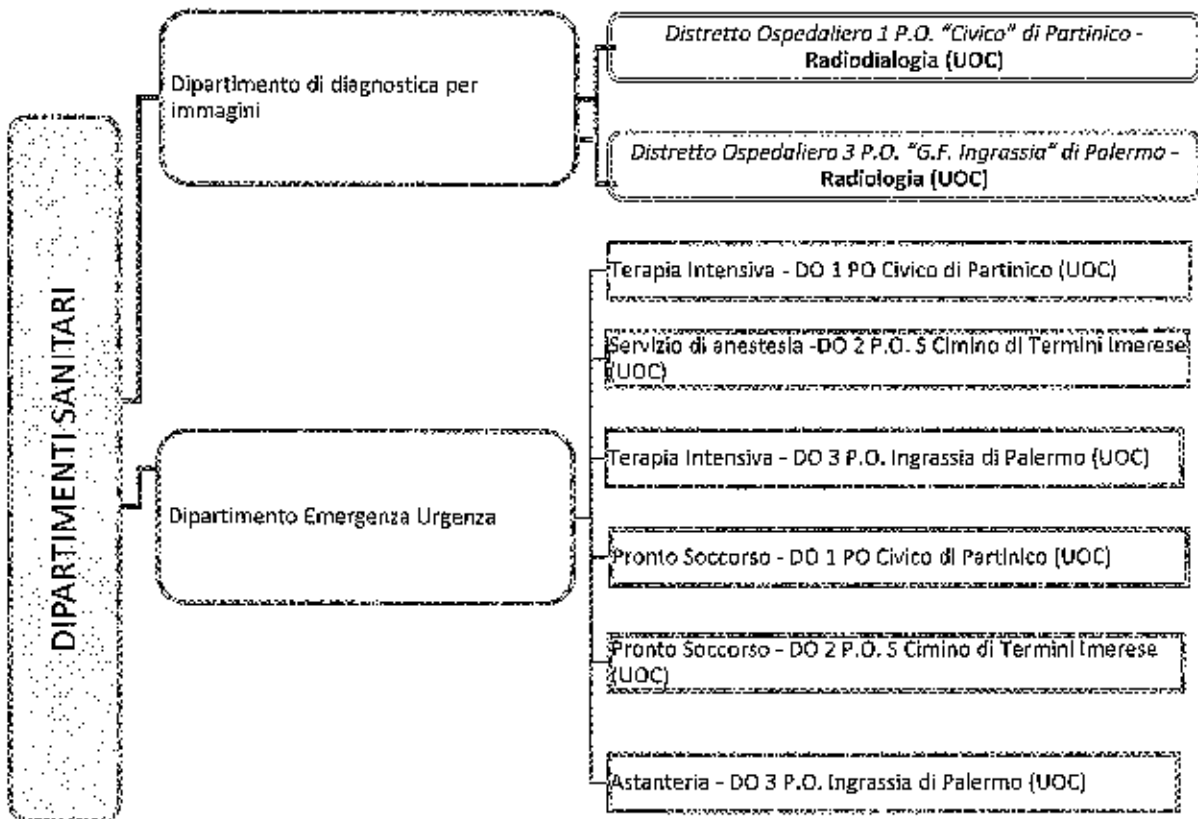 DIPARTIMENTI SANITARI
Dipartimento di diagnostica per
immagini
Distretto Ospedaliero 1 P.O. "Civico" di Partinico -
Radiodialogia (UOC)
Distretto Ospedaliero 3 P.O. "G.F. Ingrassia" di Palermo -
Radiologia (UOC)
Dipartimento Emergenza Urgenza
Terapia Intensiva - DO 1 PO Civico di Partinico (UOC)
Servizio di anestesia -DO 2 P.O. S Cimino di Termini Imerese
(UOC)
Terapia Intensiva - DO 3 P.O. Ingrassia di Palermo (UOC)
Pronto Soccorso - DO 1 PO Civico di Partinico (UOC)
Pronto Soccorso - DO 2 P.O. S Cimino di Termini Imerese
(UOC)
Astanteria - DO 3 P.O. Ingrassia di Palermo (UOC)